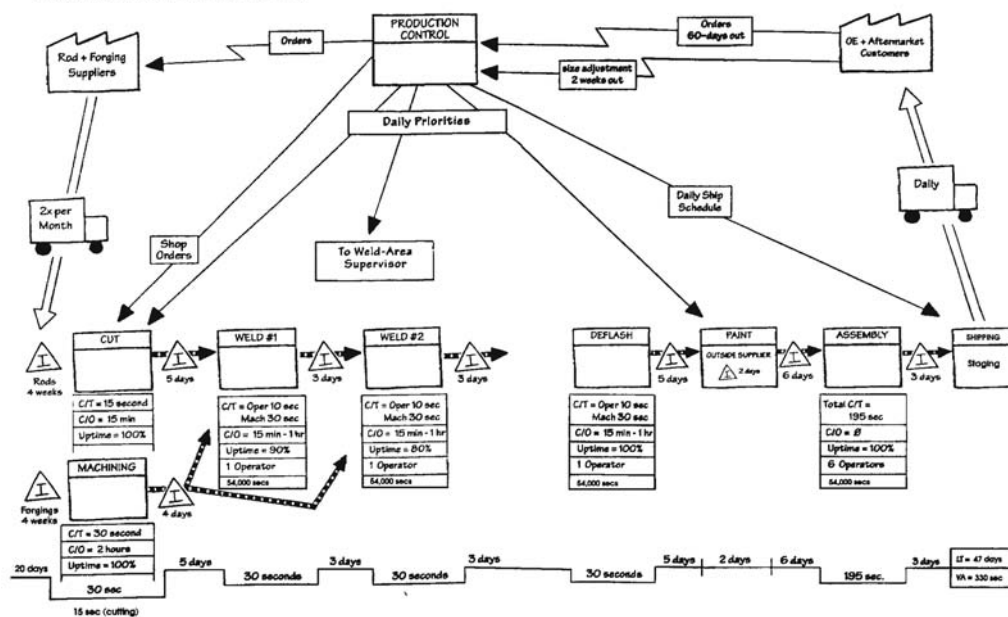 PRODUCTION
CONTROL
Orders
Orders
60-days out
size adjustment
2 weeks out
Rod + Forging
Suppliers
OE + Aftermarket
Customers
Daily Priorities
2x per
Month
Daily
Daily Ship
Schedule
Shop
Orders
To Weld-Area
Supervisor
I
Rods
4 weeks
CUT
I
5 days
WELD #1
I
3 days
WELD #2
I
3 days
DEFLASH
I
5 days
PAINT
OUTSIDE SUPPLIER
I
2 days
I
6 days
ASSEMBLY
I
3 days
SHIPPING
Staging
C/T = 15 second
C/O = 15 min
Uptime = 100%
C/T = Oper 10 sec
Mach 30 sec
C/O = 15 min - 1 hr
Uptime = 90%
1 Operator
54,000 secs
C/T = Oper 10 sec
Mach 30 sec
C/O = 15 min - 1 hr
Uptime = 80%
1 Operator
54,000 secs
C/T = Oper 10 sec
Mach 30 sec
C/O = 15 min - 1 hr
Uptime = 100%
1 Operator
54,000 secs
Total C/T =
195 sec
C/O = Ø
Uptime = 100%
6 Operators
54,000 secs
I
Forgings
4 weeks
MACHINING
I
4 days
C/T = 30 second
C/O = 2 hours
Uptime = 100%
20 days
30 sec
15 sec (cutting)
5 days
30 seconds
3 days
30 seconds
3 days
30 seconds
5 days
2 days
6 days
195 sec.
3 days
LT = 47 days
VA = 330 sec